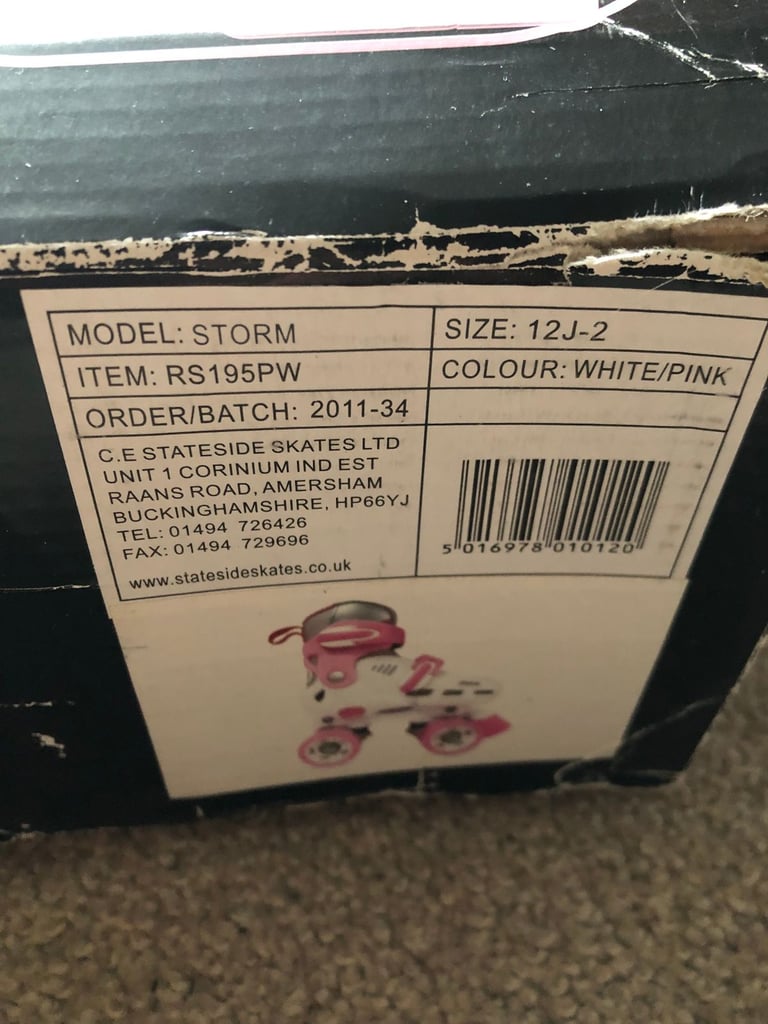 MODEL: STORM
SIZE: 12J-2
ITEM: RS195PW
COLOUR: WHITE/PINK
ORDER/BATCH: 2011-34
C.E STATESIDE SKATES LTD
UNIT 1 CORINIUM IND EST
RAANS ROAD, AMERSHAM
BUCKINGHAMSHIRE, HP66YJ
TEL: 01494 726426
FAX: 01494 729696
www.statesideskates.co.uk
5 016978 010120